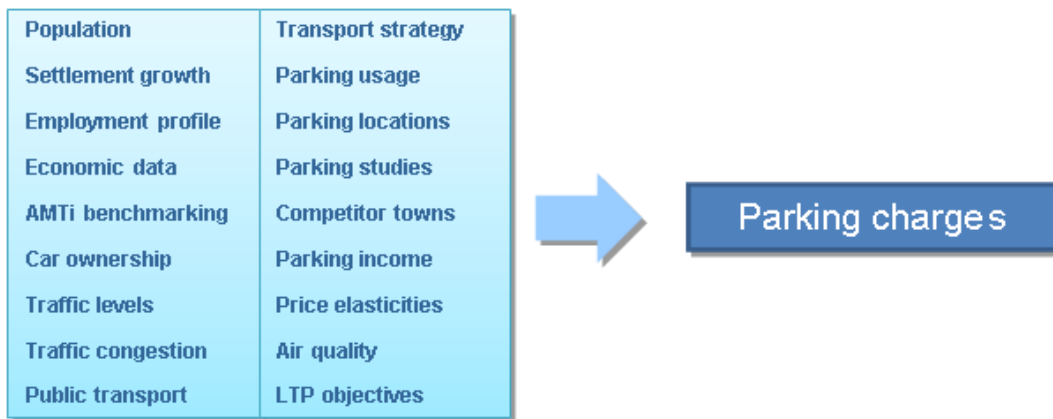 Population
Settlement growth
Employment profile
Economic data
AMTi benchmarking
Car ownership
Traffic levels
Traffic congestion
Public transport
Transport strategy
Parking usage
Parking locations
Parking studies
Competitor towns
Parking income
Price elasticities
Air quality
LTP objectives
Parking charges